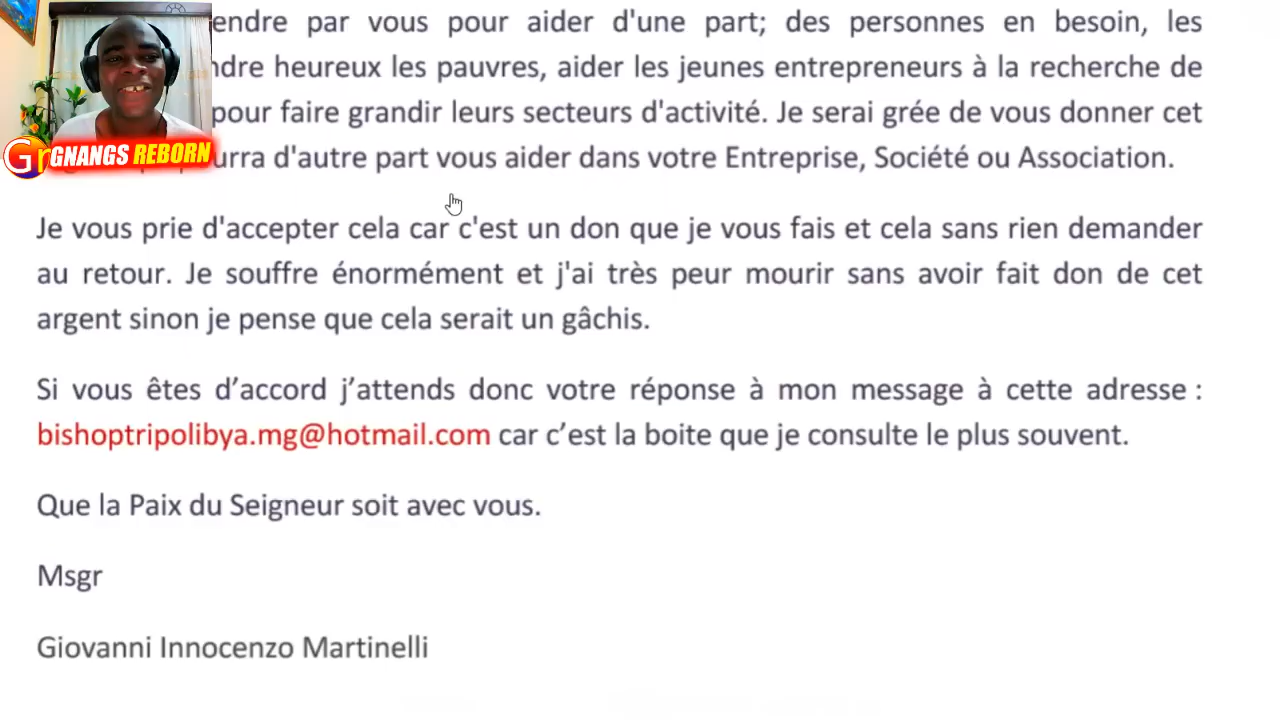 endre par vous pour aider d'une part; des personnes en besoin, les
ndre heureux les pauvres, aider les jeunes entrepreneurs à la recherche de
pour faire grandir leurs secteurs d'activité. Je serai grée de vous donner cet
GNANGS REBORN
urra d'autre part vous aider dans votre Entreprise, Société ou Association.
Je vous prie d'accepter cela car c'est un don que je vous fais et cela sans rien demander
au retour. Je souffre énormément et j'ai très peur mourir sans avoir fait don de cet
argent sinon je pense que cela serait un gâchis.
Si vous êtes d’accord j’attends donc votre réponse à mon message à cette adresse :
bishoptripolibya.mg@hotmail.com car c’est la boite que je consulte le plus souvent.
Que la Paix du Seigneur soit avec vous.
Msgr
Giovanni Innocenzo Martinelli